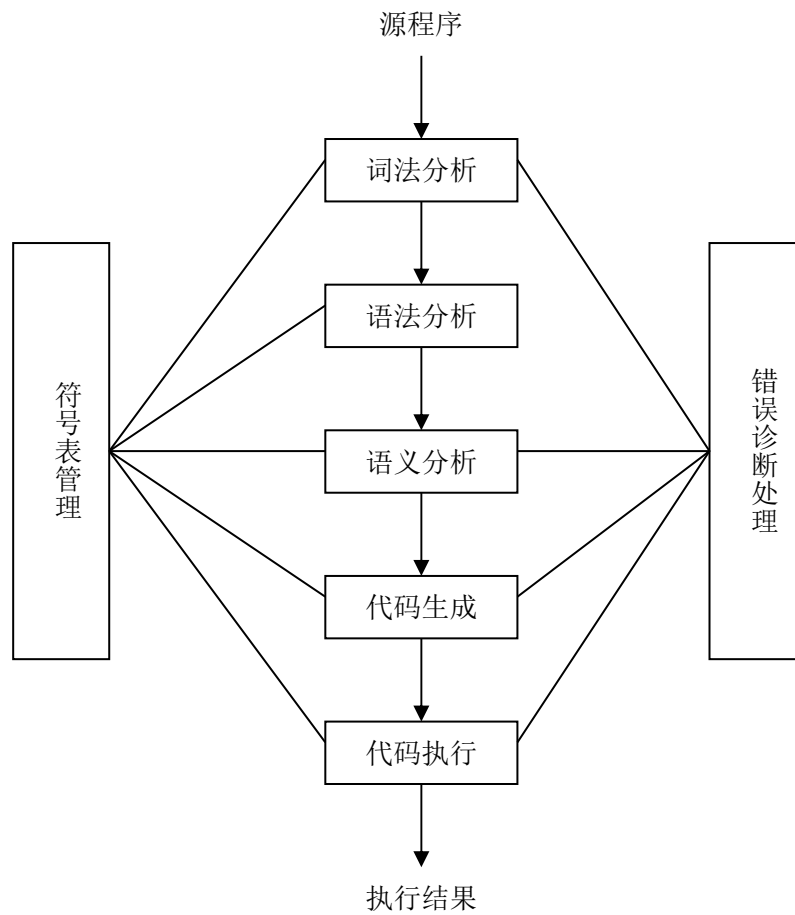 源程序
词法分析
语法分析
符号表管理
语义分析
错误诊断处理
代码生成
代码执行
执行结果